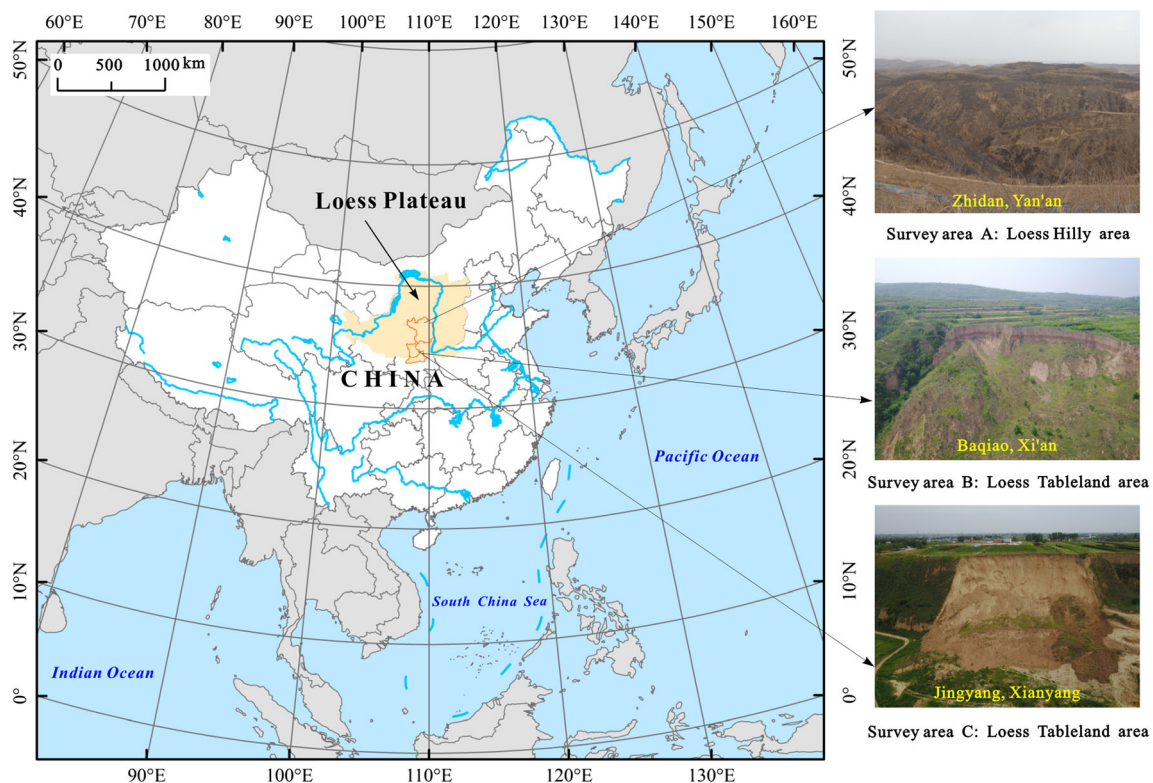 60°E 70°E 80°E 90°E 100°E 110°E 120°E 130°E 140°E 150°E 160°E
0 500 1000 km
50°N
40°N
30°N
20°N
10°N
0°
50°N
40°N
30°N
20°N
10°N
0°
Loess Plateau
CHINA
Pacific Ocean
South China Sea
Indian Ocean
90°E 100°E 110°E 120°E 130°E
Zhidan, Yan'an
Survey area A: Loess Hilly area
Baqiao, Xi'an
Survey area B: Loess Tableland area
Jingyang, Xianyang
Survey area C: Loess Tableland area